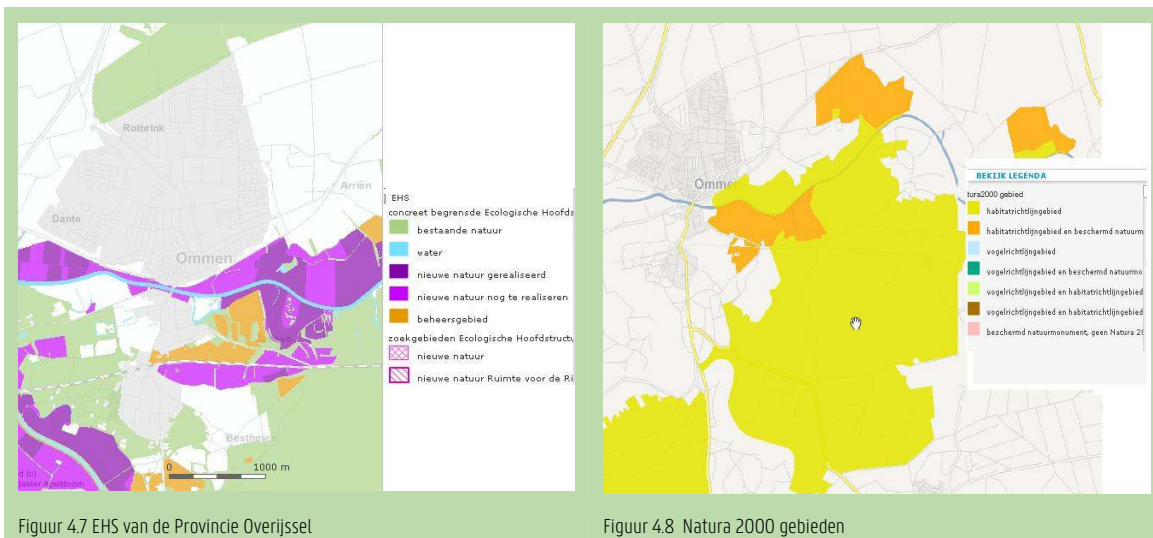 Rotbrink
Arriën
Dante
Ommen
Besthmen
0 1000 m
d (c)
EHS
concreet begrensde Ecologische Hoofds
bestaande natuur
water
nieuwe natuur gerealiseerd
nieuwe natuur nog te realiseren
beheersgebied
zoekgebieden Ecologische Hoofdstructu
nieuwe natuur
nieuwe natuur Ruimte voor de Ri
Figuur 4.7 EHS van de Provincie Overijssel
Ommen
BEKIJK LEGENDA
tura2000 gebied
habitatrichtlijngebied
habitatrichtlijngebied en beschermd natuurm
vogelrichtlijngebied
vogelrichtlijngebied en beschermd natuurmo
vogelrichtlijngebied en habitatrichtlijngebied
vogelrichtlijngebied en habitatrichtlijngebied
beschermd natuurmonument, geen Natura 20
Figuur 4.8 Natura 2000 gebieden